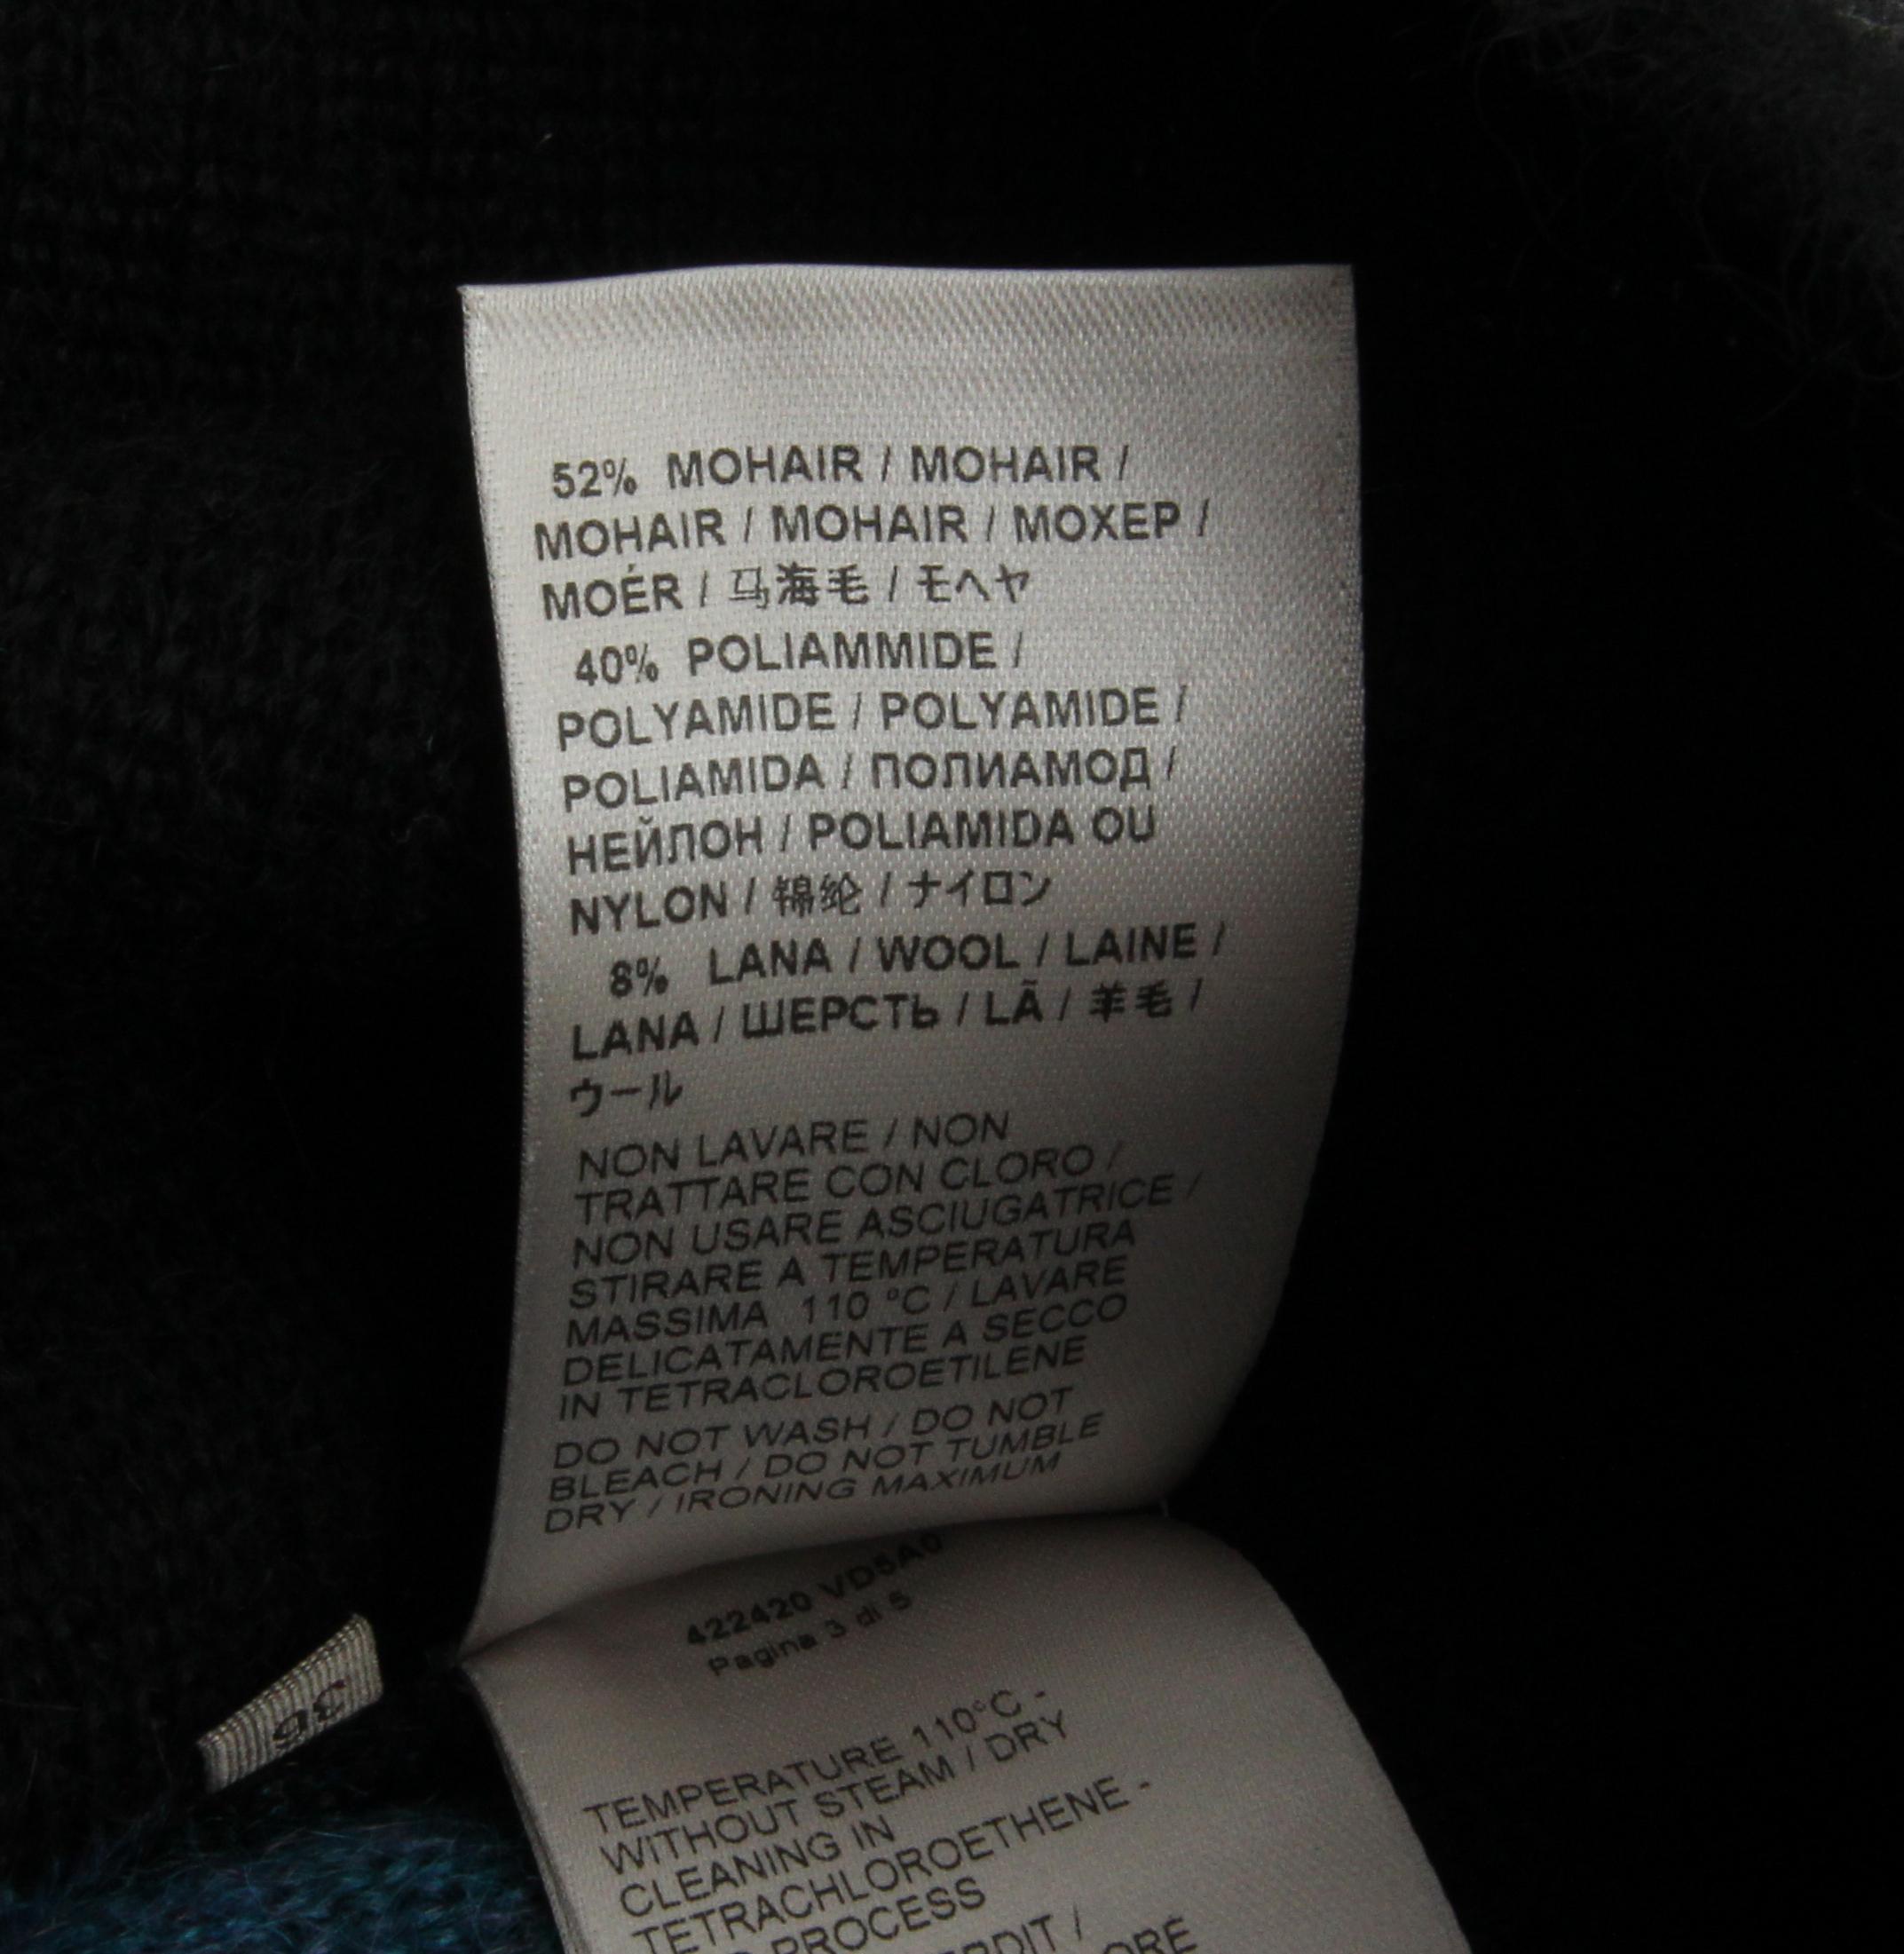 52% MOHAIR / MOHAIR /
MOHAIR / MOHAIR / МОХЕР /
MOÉR / 马海毛 / モヘヤ
40% POLIAMMIDE /
POLYAMIDE / POLYAMIDE /
POLIAMIDA / ПОЛИАМОД /
НЕЙЛОН / POLIAMIDA OU
NYLON / 锦纶 / ナイロン
8% LANA / WOOL / LAINE /
LANA / ШЕРСТЬ / LÃ / 羊毛 /
ウール
NON LAVARE / NON
TRATTARE CON CLORO /
NON USARE ASCIUGATRICE /
STIRARE A TEMPERATURA
MASSIMA 110 °C / LAVARE
DELICATAMENTE A SECCO
IN TETRACLOROETILENE
DO NOT WASH / DO NOT
BLEACH / DO NOT TUMBLE
DRY / IRONING MAXIMUM
422420 VD5A0
Pagina 3 di 5
36
TEMPERATURE 110°C -
WITHOUT STEAM / DRY
CLEANING IN
TETRACHLOROETHENE -
PROCESS